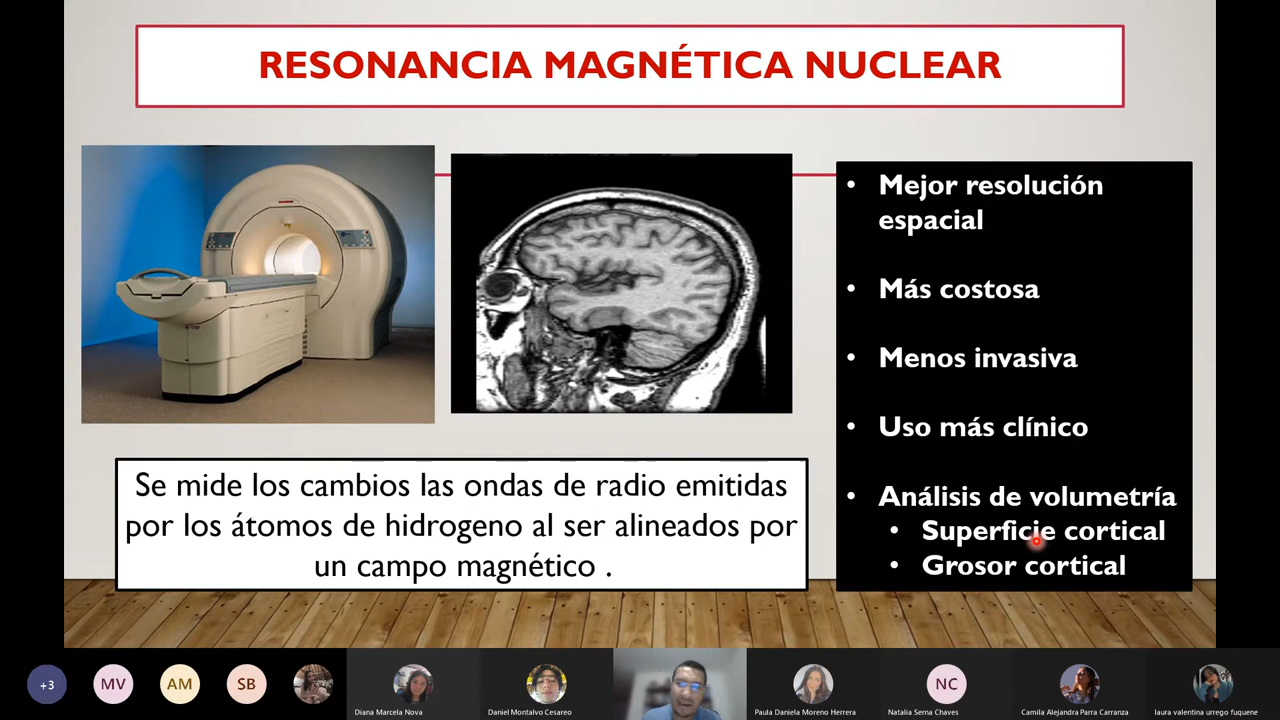 RESONANCIA MAGNÉTICA NUCLEAR
Mejor resolución
espacial
Más costosa
Menos invasiva
Uso más clínico
Análisis de volumetría
Superficie cortical
Grosor cortical
Se mide los cambios las ondas de radio emitidas
por los átomos de hidrogeno al ser alineados por
un campo magnético .
+3
MV
AM
SB
Diana Marcela Nova
Daniel Montalvo Cesareo
Paula Daniela Moreno Herrera
NC
Natalia Serna Chaves
Camila Alejandra Parra Carranza
laura valentina urrego fuquene